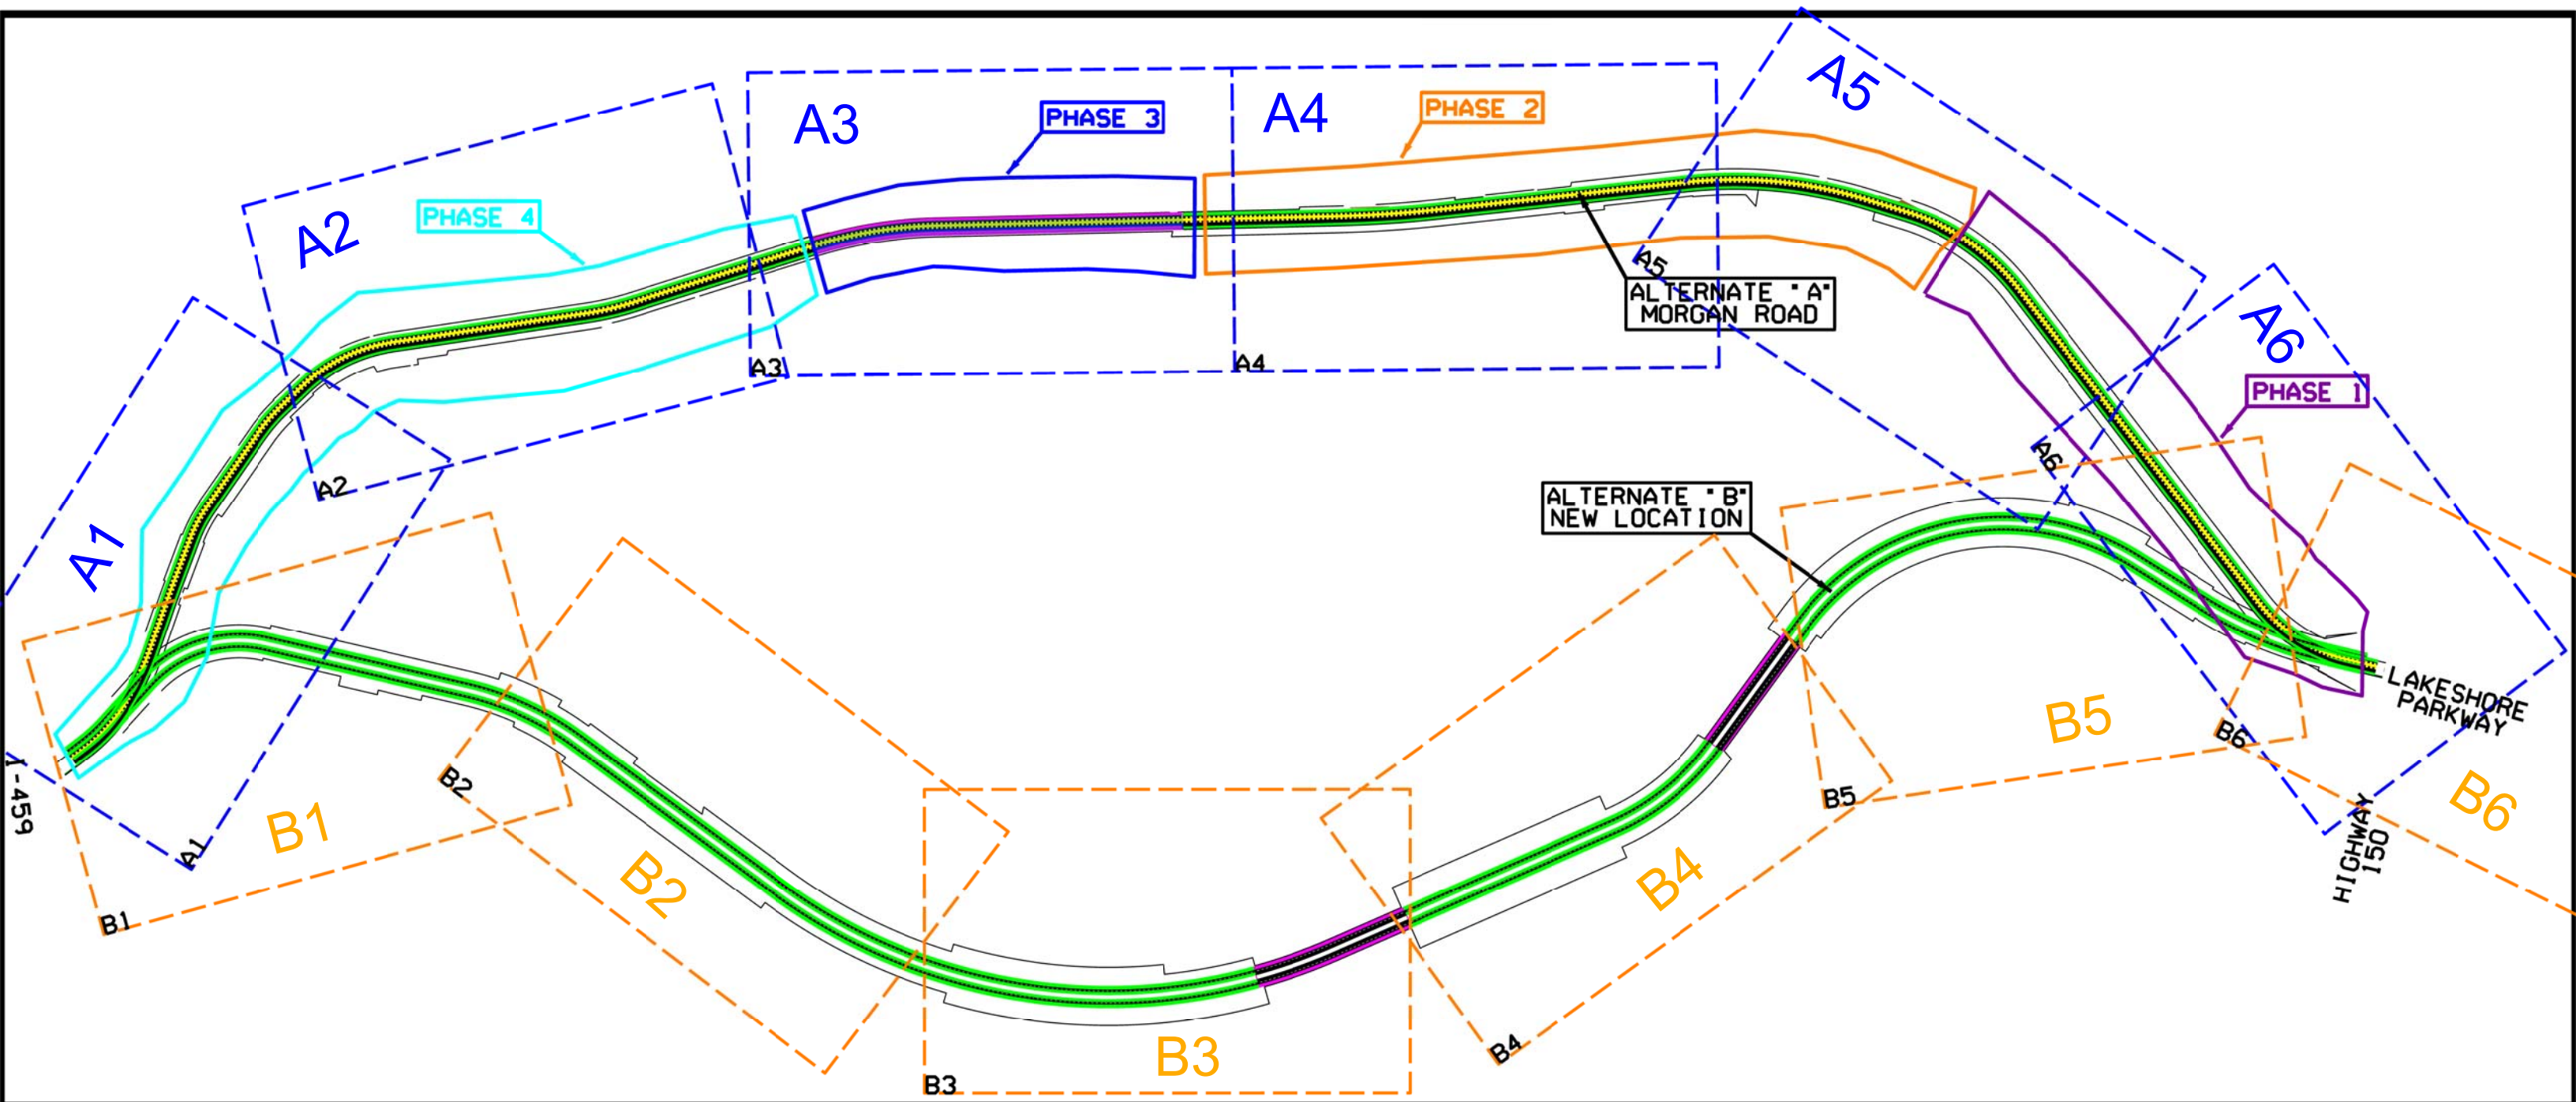 A5
A3
PHASE 3
A4
PHASE 2
A2
PHASE 4
A5
ALTERNATE "A"
MORGAN ROAD
A6
A3
A4
PHASE 1
A6
A2
ALTERNATE "B"
NEW LOCATION
A1
LAKESHORE
PARKWAY
B5
B6
I-459
B2
B5
B6
B1
A1
HIGHWAY
150
B2
B4
B1
B3
B4
B3